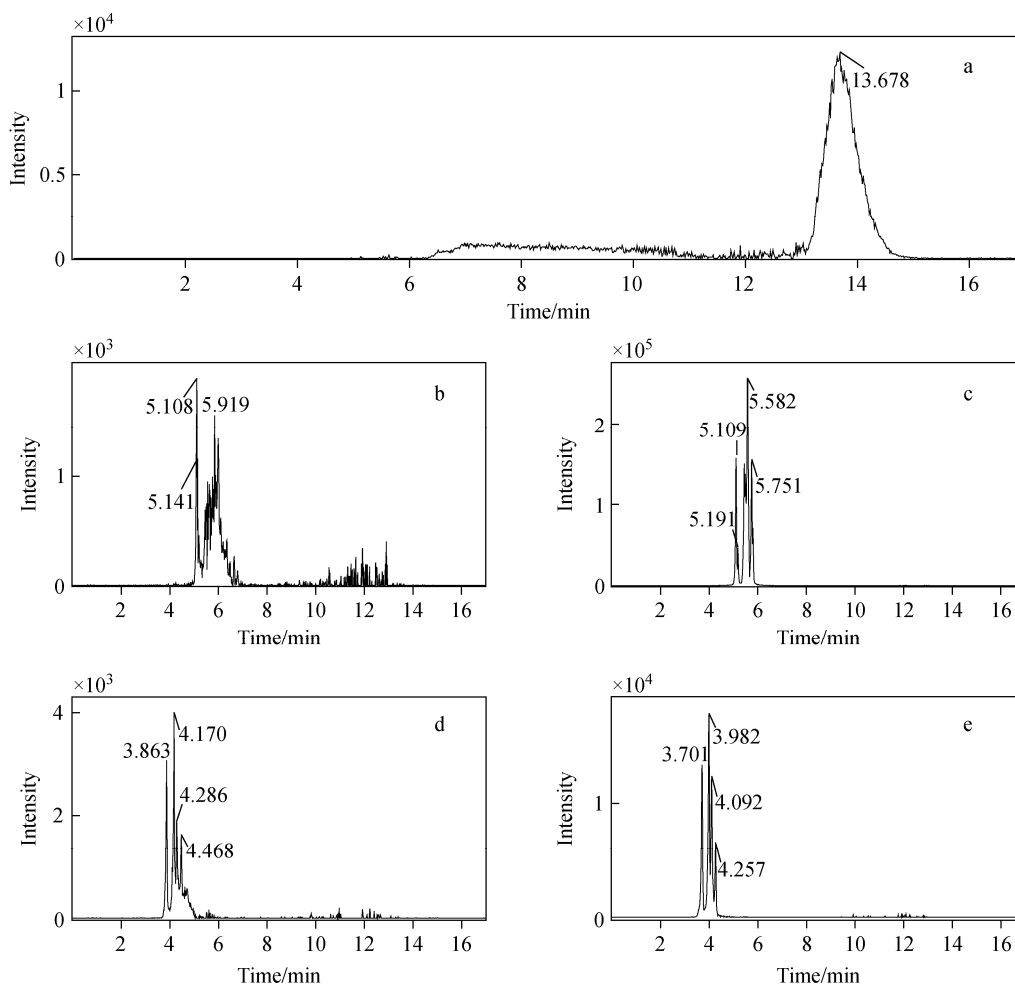 ×10⁴
a
13.678
1
0.5
0
Intensity
2 4 6 8 10 12 14 16
Time/min
×10³
b
5.108 5.919
5.141
1
0
Intensity
2 4 6 8 10 12 14 16
Time/min
×10⁵
c
5.582
5.109
5.751
5.191
2
1
0
Intensity
2 4 6 8 10 12 14 16
Time/min
×10³
d
4.170
3.863
4.286
4.468
4
2
0
Intensity
2 4 6 8 10 12 14 16
Time/min
×10⁴
e
3.982
3.701
4.092
4.257
1
0
Intensity
2 4 6 8 10 12 14 16
Time/min